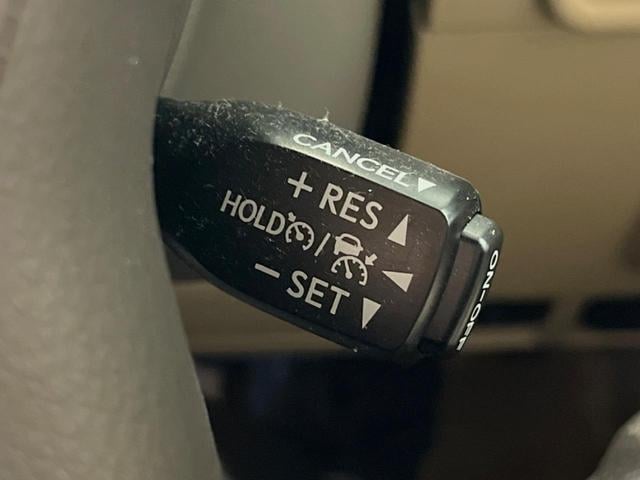 CANCEL▼
+ RES ▲
HOLD / ◀
− SET ▼
ON-OFF